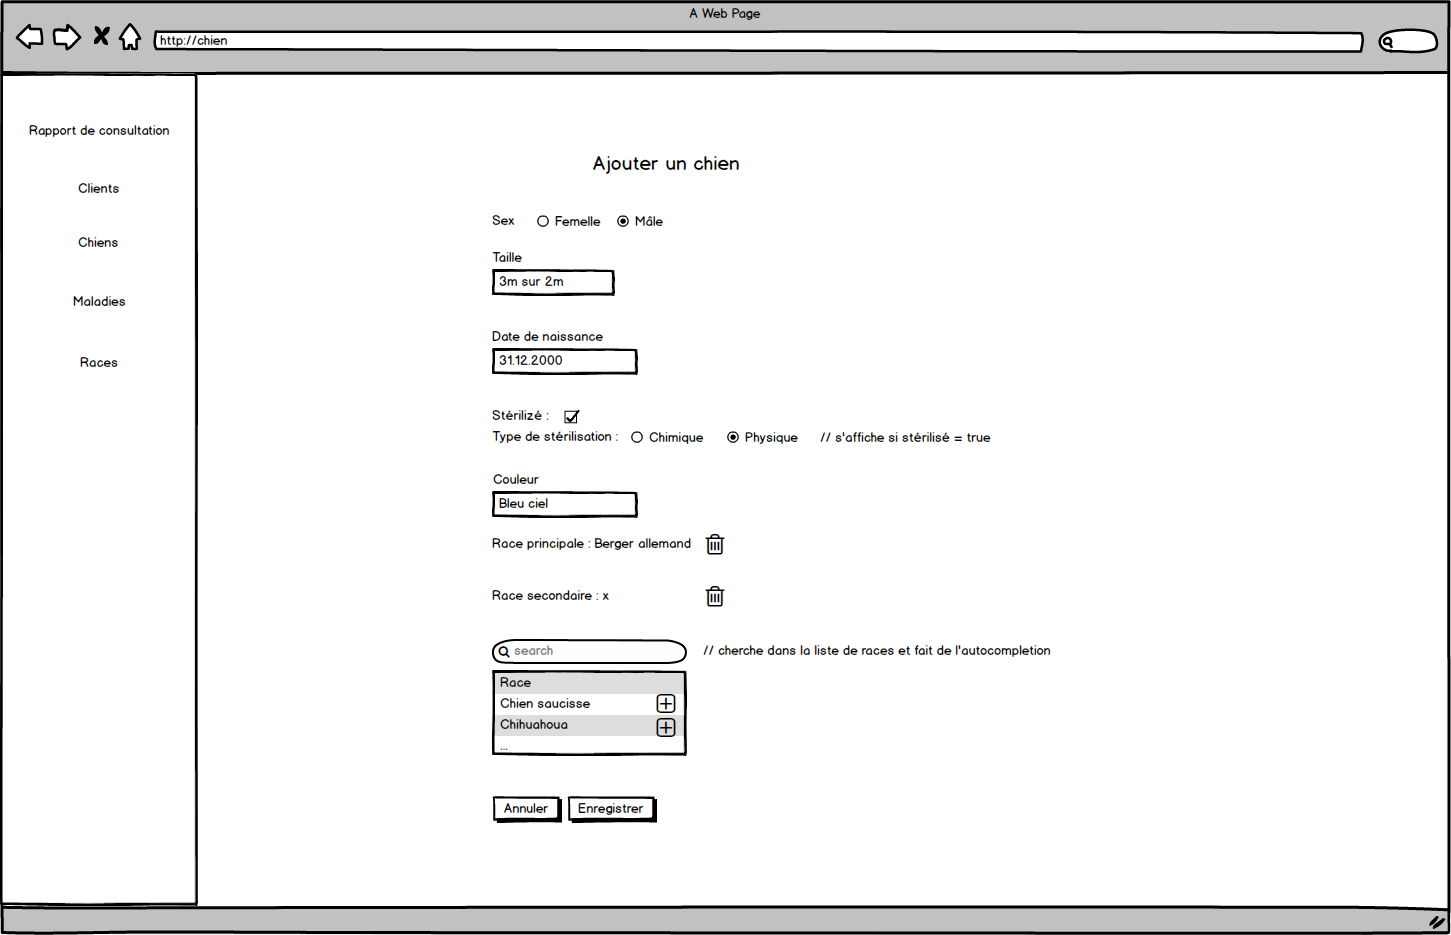 A Web Page
http://chien
Rapport de consultation
Clients
Chiens
Maladies
Races
Ajouter un chien
Sex Femelle Mâle
Taille
3m sur 2m
Date de naissance
31.12.2000
Stérilizé :
Type de stérilisation : Chimique Physique // s'affiche si stérilisé = true
Couleur
Bleu ciel
Race principale : Berger allemand
Race secondaire : x
search // cherche dans la liste de races et fait de l'autocompletion
Race
Chien saucisse
Chihuahoua
...
Annuler Enregistrer